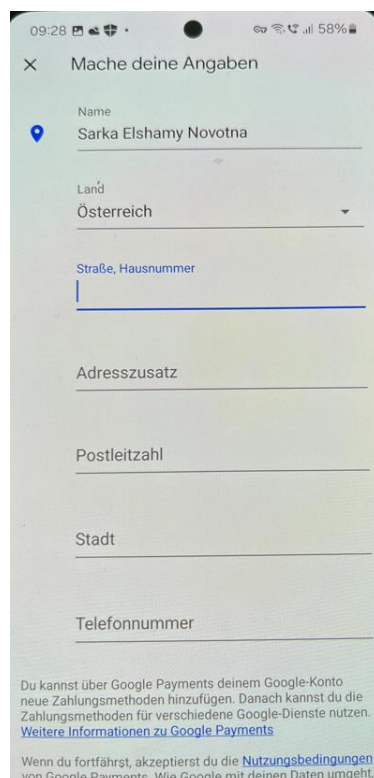 09:28 58%
Mache deine Angaben
Name
Sarka Elshamy Novotna
Land
Österreich
Straße, Hausnummer
Adresszusatz
Postleitzahl
Stadt
Telefonnummer
Du kannst über Google Payments deinem Google-Konto
neue Zahlungsmethoden hinzufügen. Danach kannst du die
Zahlungsmethoden für verschiedene Google-Dienste nutzen.
Weitere Informationen zu Google Payments
Wenn du fortfährst, akzeptierst du die Nutzungsbedingungen
von Google Payments. Wie Google mit deinen Daten umgeht